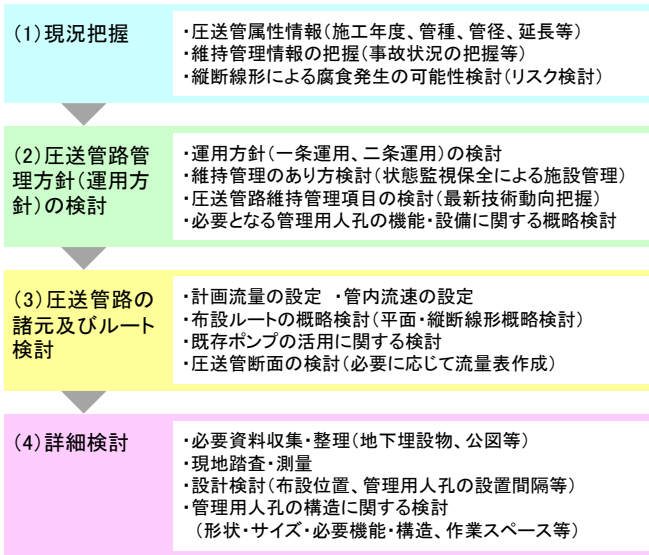 (1)現況把握
・圧送管属性情報(施工年度、管種、管径、延長等)
・維持管理情報の把握(事故状況の把握等)
・縦断線形による腐食発生の可能性検討(リスク検討)
(2)圧送管路管
理方針(運用方
針)の検討
・運用方針(一条運用、二条運用)の検討
・維持管理のあり方検討(状態監視保全による施設管理)
・圧送管路維持管理項目の検討(最新技術動向把握)
・必要となる管理用人孔の機能・設備に関する概略検討
(3)圧送管路の
諸元及びルート
検討
・計画流量の設定 ・管内流速の設定
・布設ルートの概略検討(平面・縦断線形概略検討)
・既存ポンプの活用に関する検討
・圧送管断面の検討(必要に応じて流量表作成)
(4)詳細検討
・必要資料収集・整理(地下埋設物、公図等)
・現地踏査・測量
・設計検討(布設位置、管理用人孔の設置間隔等)
・管理用人孔の構造に関する検討
(形状・サイズ・必要機能・構造、作業スペース等)